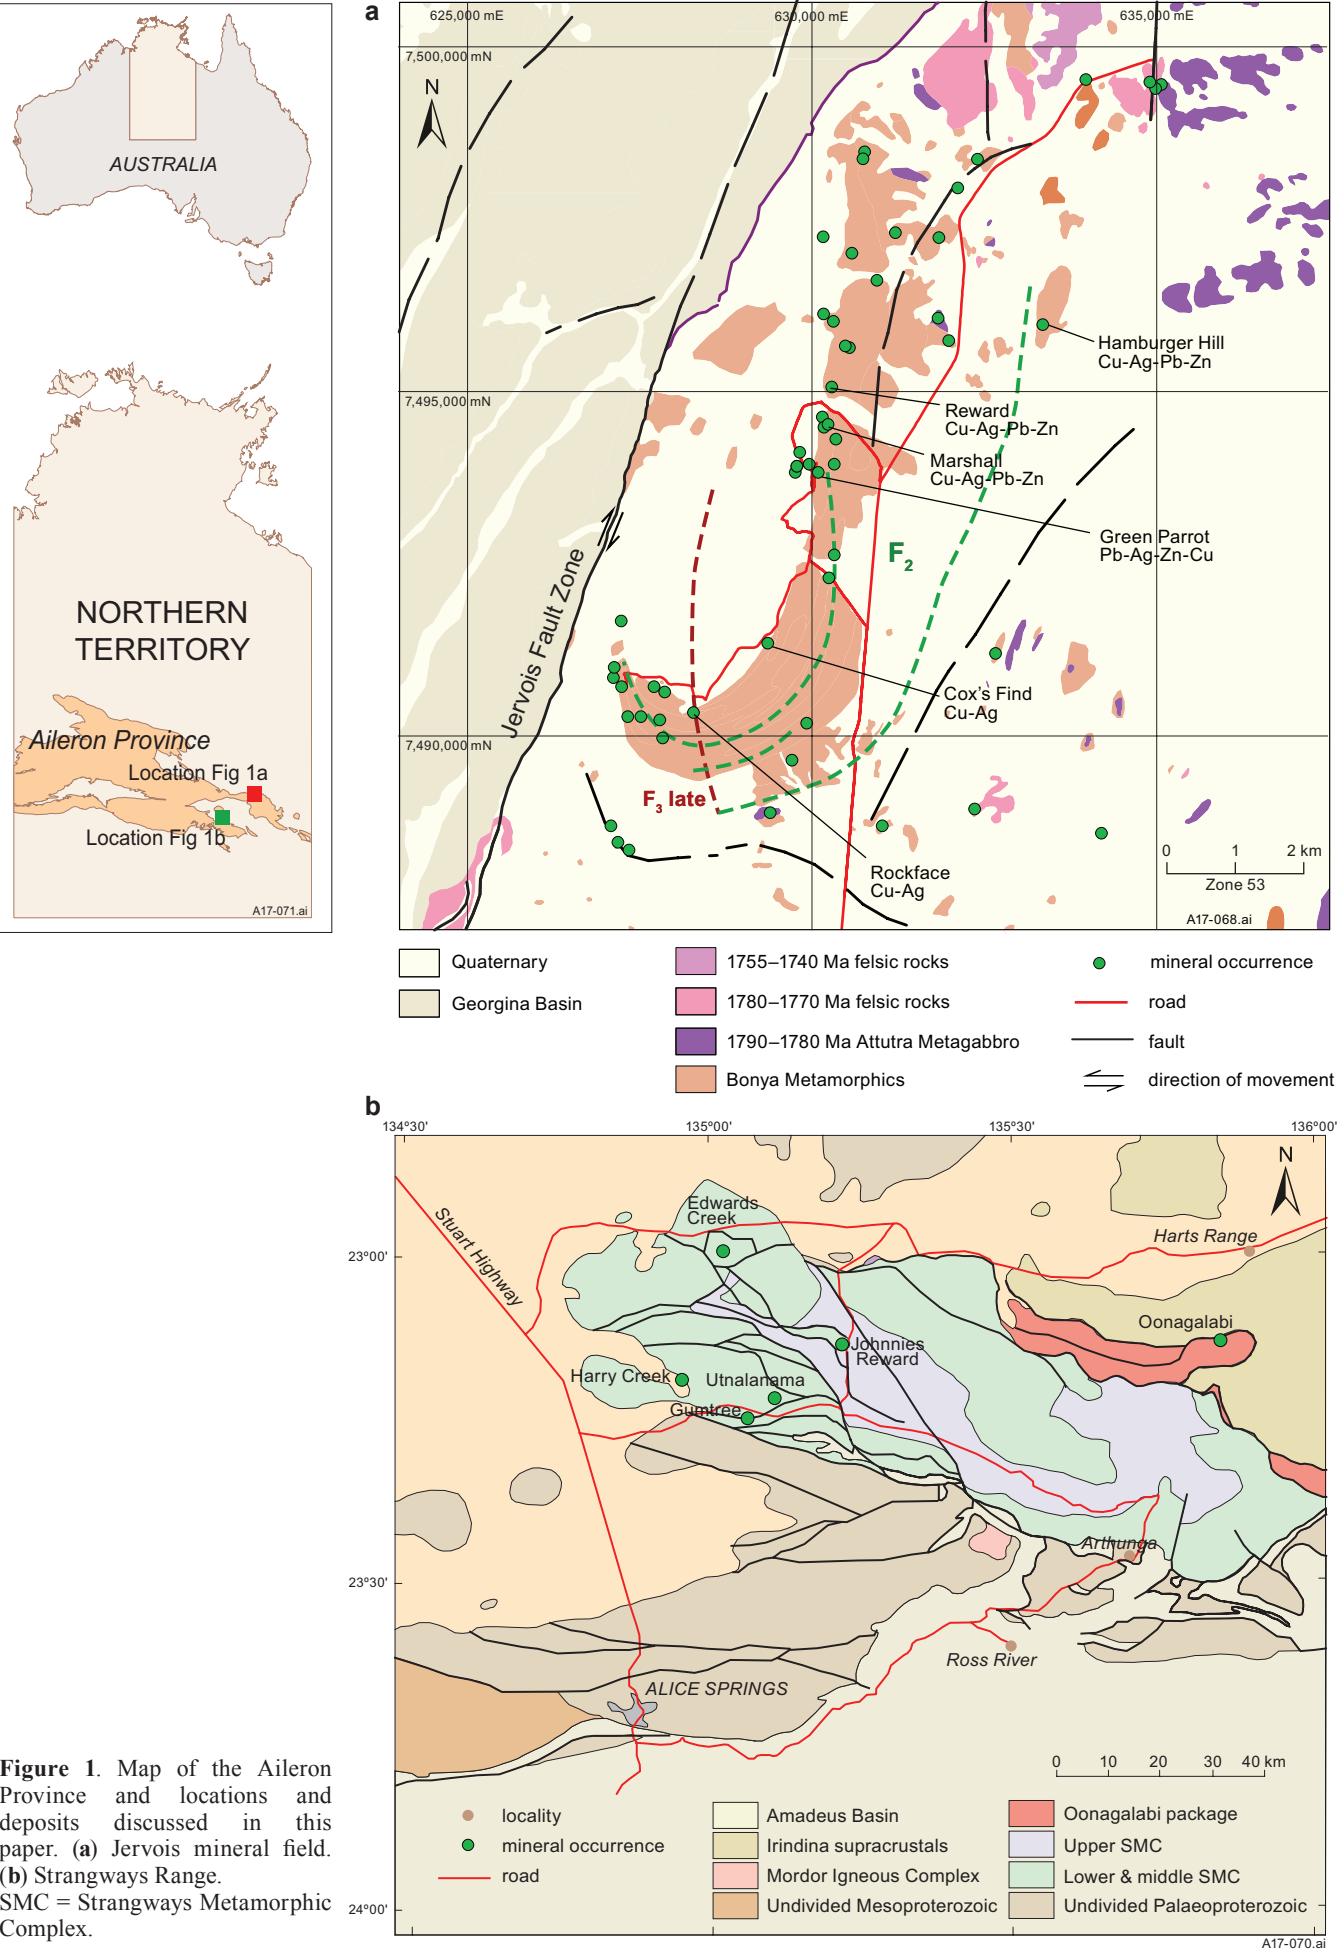 AUSTRALIA
NORTHERN
TERRITORY
Aileron Province
Location Fig 1a
Location Fig 1b
A17-071.ai
a
625,000 mE
630,000 mE
635,000 mE
7,500,000 mN
N
Hamburger Hill
Cu-Ag-Pb-Zn
7,495,000 mN
Reward
Cu-Ag-Pb-Zn
Marshall
Cu-Ag-Pb-Zn
Green Parrot
Pb-Ag-Zn-Cu
F2
Jervois Fault Zone
Cox's Find
Cu-Ag
7,490,000 mN
F3 late
Rockface
Cu-Ag
0 1 2 km
Zone 53
A17-068.ai
Quaternary
Georgina Basin
1755–1740 Ma felsic rocks
1780–1770 Ma felsic rocks
1790–1780 Ma Attutra Metagabbro
Bonya Metamorphics
mineral occurrence
road
fault
direction of movement
b
134°30'
135°00'
135°30'
136°00'
N
Edwards
Creek
Stuart Highway
Harts Range
23°00'
Oonagalabi
Johnnies
Reward
Harry Creek
Utnalanama
Gumtree
Arthunga
23°30'
Ross River
ALICE SPRINGS
0 10 20 30 40 km
locality
mineral occurrence
road
Amadeus Basin
Irindina supracrustals
Mordor Igneous Complex
Undivided Mesoproterozoic
Oonagalabi package
Upper SMC
Lower & middle SMC
Undivided Palaeoproterozoic
24°00'
A17-070.ai
Figure 1. Map of the Aileron
Province and locations and
deposits discussed in this
paper. (a) Jervois mineral field.
(b) Strangways Range.
SMC = Strangways Metamorphic
Complex.